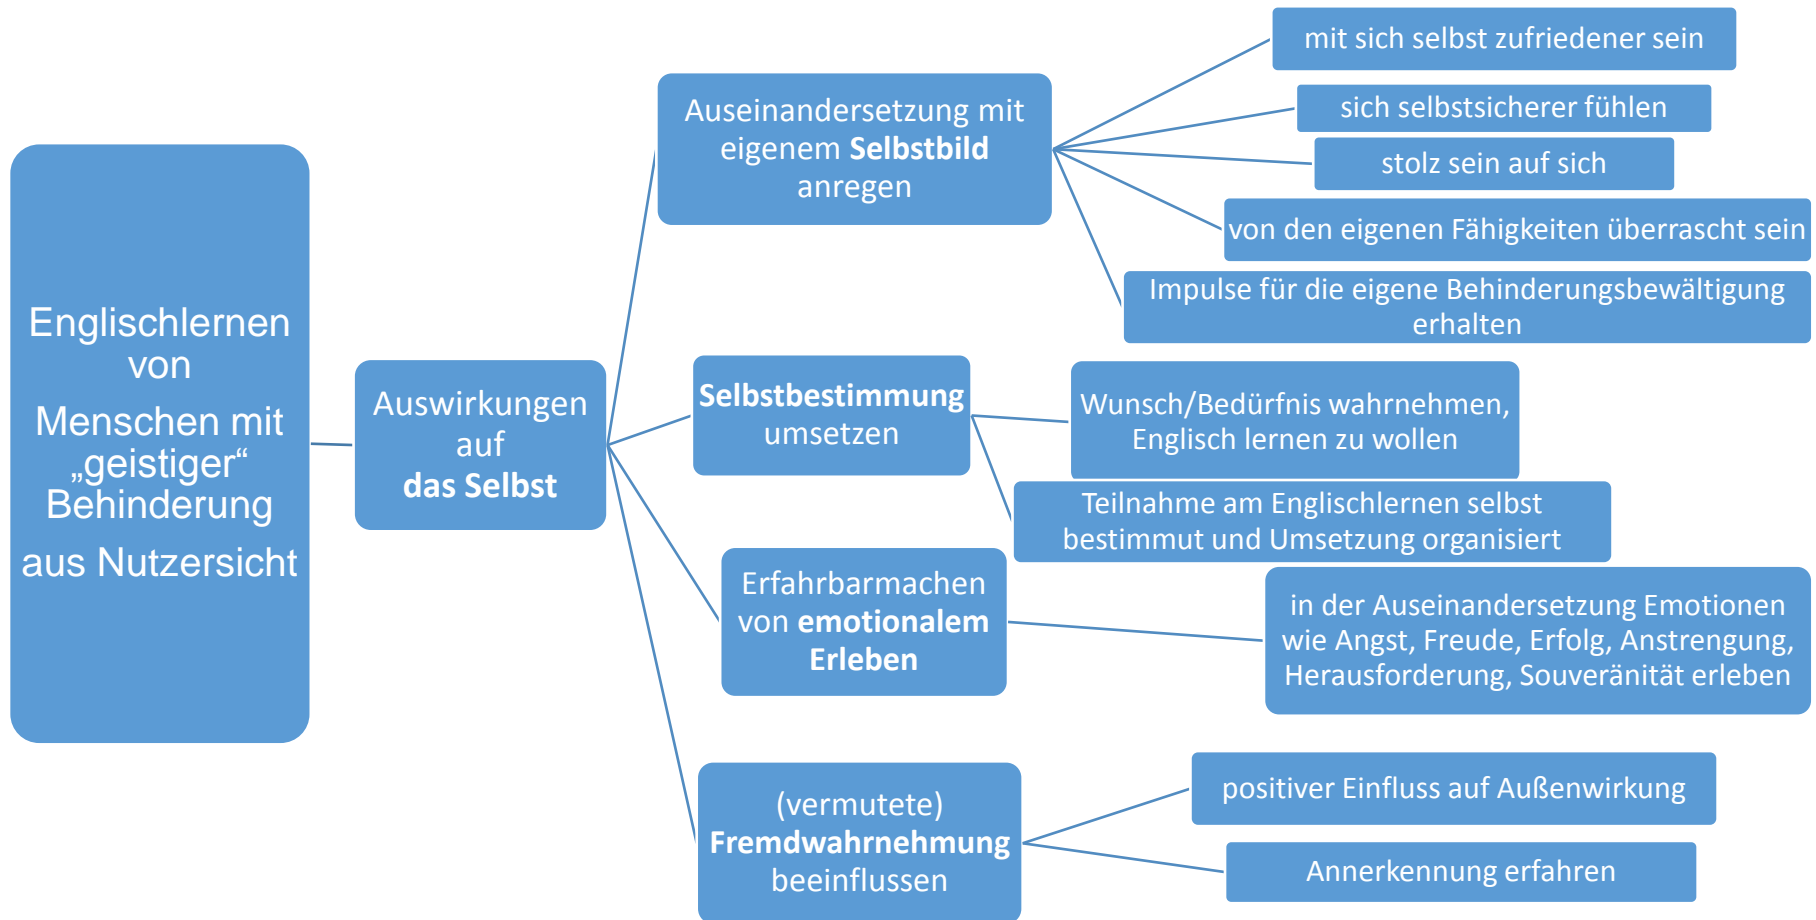 Englischlernen
von
Menschen mit
„geistiger“
Behinderung
aus Nutzersicht
Auswirkungen
auf
das Selbst
Auseinandersetzung mit
eigenem Selbstbild
anregen
mit sich selbst zufriedener sein
sich selbstsicherer fühlen
stolz sein auf sich
von den eigenen Fähigkeiten überrascht sein
Impulse für die eigene Behinderungsbewältigung
erhalten
Selbstbestimmung
umsetzen
Wunsch/Bedürfnis wahrnehmen,
Englisch lernen zu wollen
Teilnahme am Englischlernen selbst
bestimmut und Umsetzung organisiert
Erfahrbarmachen
von emotionalem
Erleben
in der Auseinandersetzung Emotionen
wie Angst, Freude, Erfolg, Anstrengung,
Herausforderung, Souveränität erleben
(vermutete)
Fremdwahrnehmung
beeinflussen
positiver Einfluss auf Außenwirkung
Annerkennung erfahren